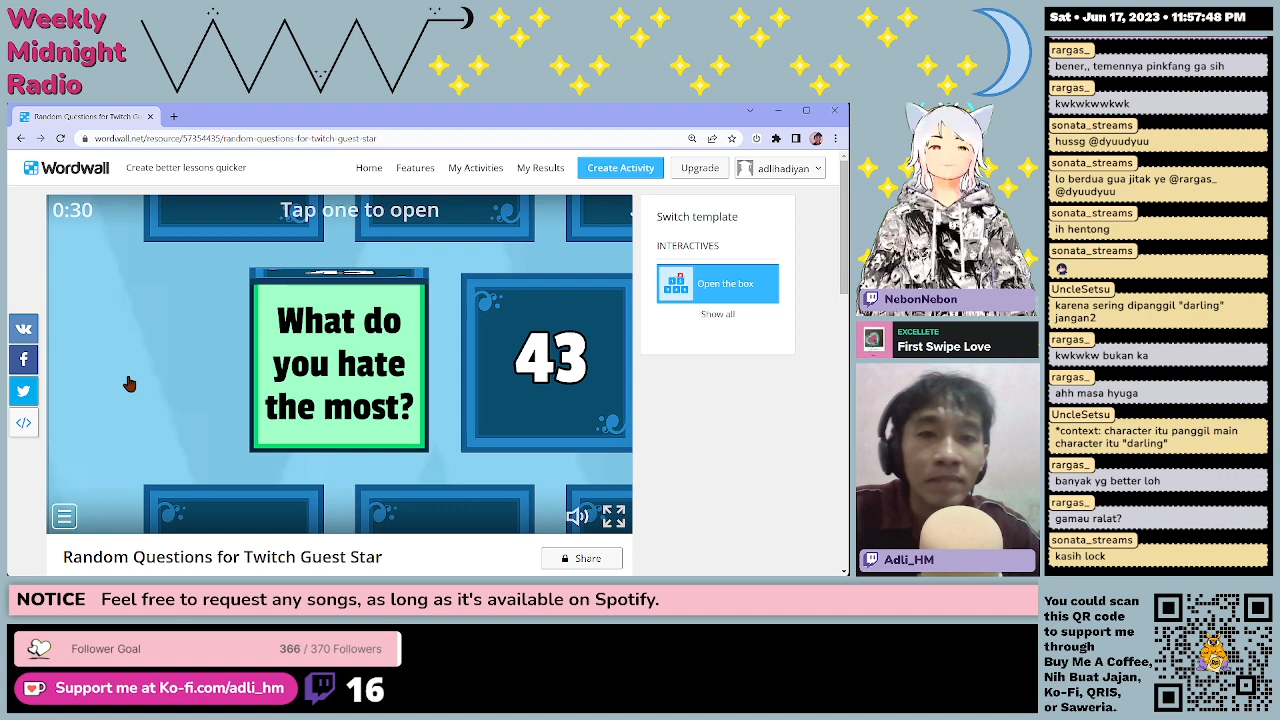 Weekly
Midnight
Radio
Random Questions for Twitch G
wordwall.net/resource/57354435/random-questions-for-twitch-guest-star
Wordwall
Create better lessons quicker
Home
Features
My Activities
My Results
Create Activity
Upgrade
adlihadiyan
0:30
Tap one to open
What do
you hate
the most?
43
Switch template
INTERACTIVES
Open the box
Show all
Random Questions for Twitch Guest Star
Share
NebonNebon
EXCELLETE
First Swipe Love
Adli_HM
Sat • Jun 17, 2023 • 11:57:48 PM
rargas_
bener,, temennya pinkfang ga sih
rargas_
kwkwkwwkwk
sonata_streams
hussg @dyuudyuu
sonata_streams
lo berdua gua jitak ye @rargas_
@dyuudyuu
sonata_streams
ih hentong
sonata_streams
UncleSetsu
karena sering dipanggil "darling"
jangan2
rargas_
kwkwkw bukan ka
rargas_
ahh masa hyuga
UncleSetsu
*context: character itu panggil main
character itu "darling"
rargas_
banyak yg better loh
rargas_
gamau ralat?
sonata_streams
kasih lock
NOTICE Feel free to request any songs, as long as it's available on Spotify.
Follower Goal
366 / 370 Followers
Support me at Ko-fi.com/adli_hm
16
You could scan
this QR code
to support me
through
Buy Me A Coffee,
Nih Buat Jajan,
Ko-Fi, QRIS,
or Saweria.